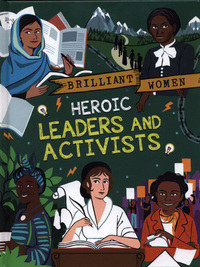 BRILLIANT WOMEN
HEROIC
LEADERS AND
ACTIVISTS